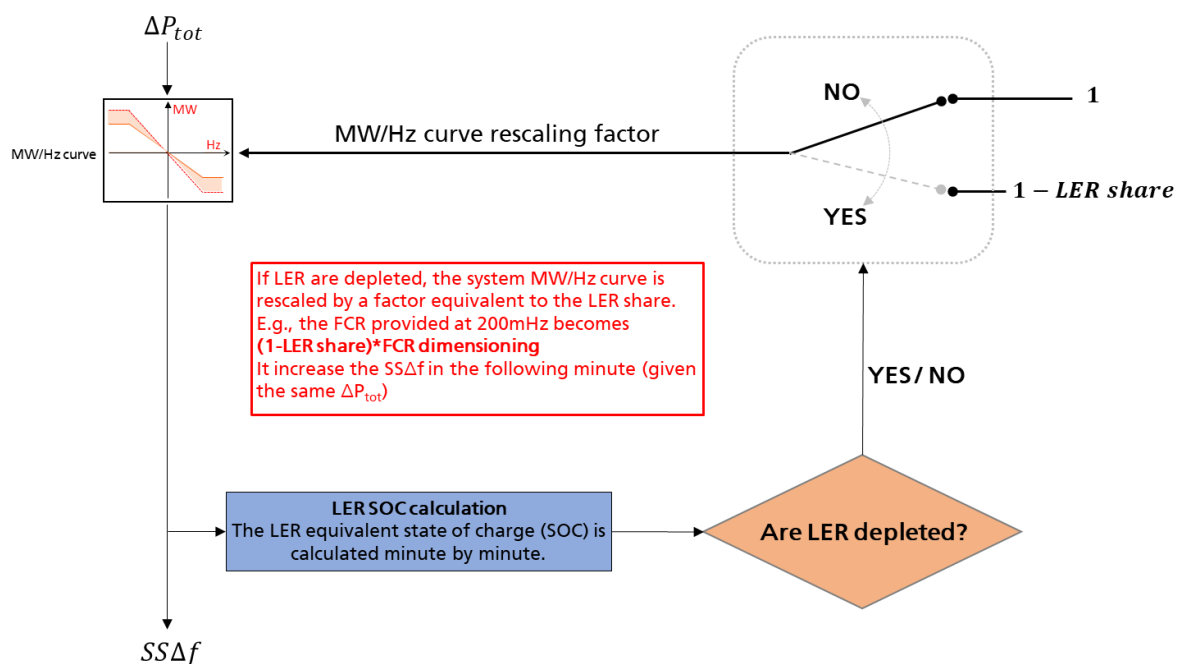 ΔP_tot
MW
Hz
MW/Hz curve
MW/Hz curve rescaling factor
NO
YES
1
1 − LER share
If LER are depleted, the system MW/Hz curve is
rescaled by a factor equivalent to the LER share.
E.g., the FCR provided at 200mHz becomes
(1-LER share)*FCR dimensioning
It increase the SSΔf in the following minute (given
the same ΔP_tot)
YES/ NO
LER SOC calculation
The LER equivalent state of charge (SOC) is
calculated minute by minute.
Are LER depleted?
SSΔf